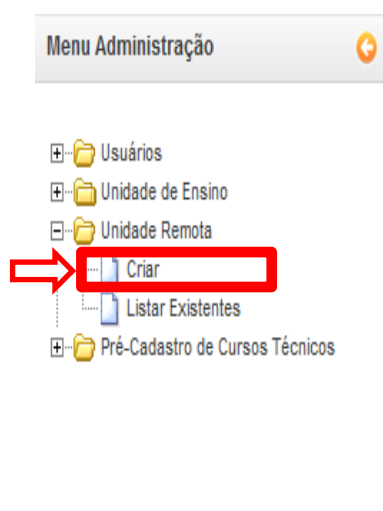 Menu Administração
Usuários
Unidade de Ensino
Unidade Remota
Criar
Listar Existentes
Pré-Cadastro de Cursos Técnicos